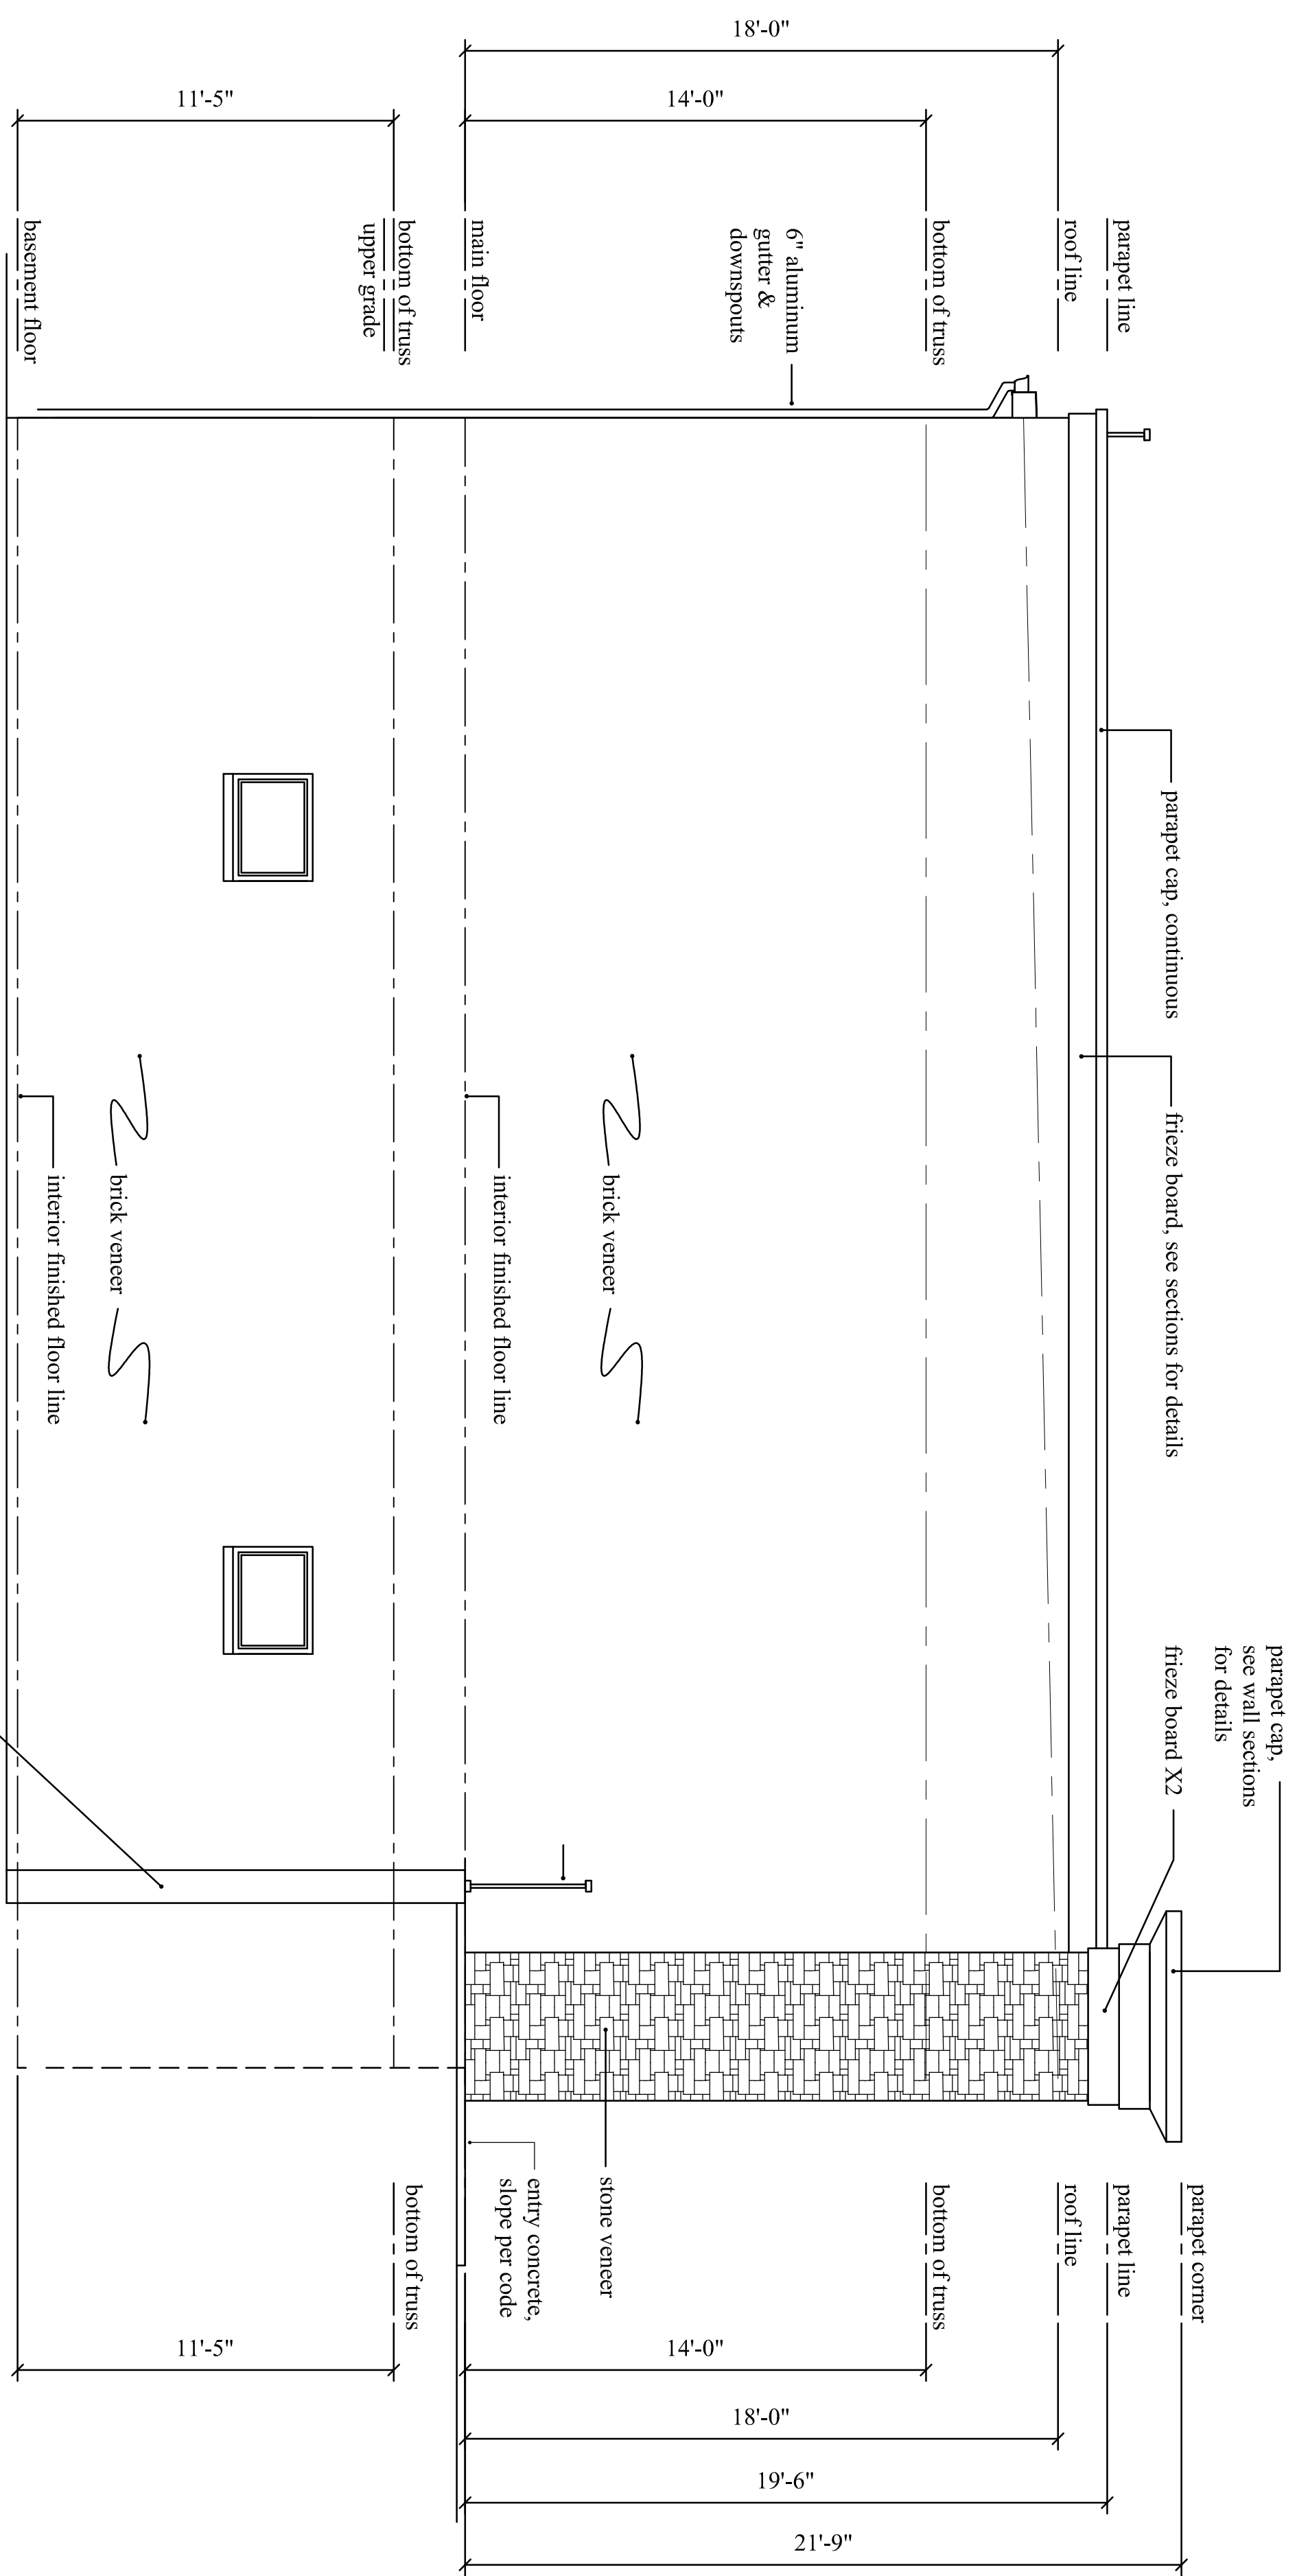 parapet cap,
see wall sections
for details
frieze board X2
parapet cap, continuous
frieze board, see sections for details
parapet line
roof line
bottom of truss
6" aluminum
gutter &
downspouts
main floor
bottom of truss
upper grade
basement floor
18'-0"
14'-0"
11'-5"
brick veneer
interior finished floor line
brick veneer
interior finished floor line
stone veneer
entry concrete,
slope per code
parapet corner
parapet line
roof line
bottom of truss
bottom of truss
11'-5"
14'-0"
18'-0"
19'-6"
21'-9"